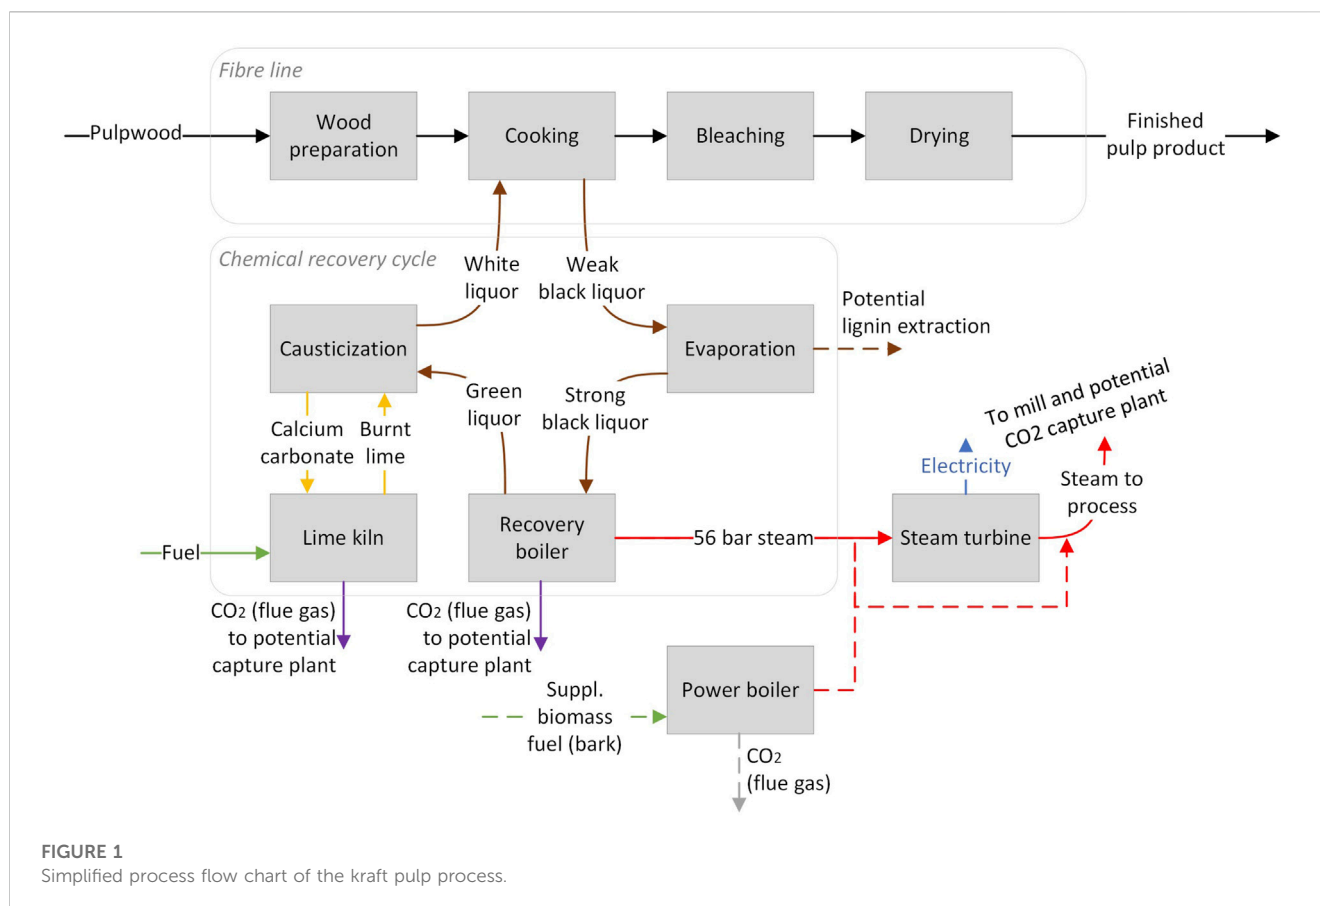 Fibre line
Pulpwood
Wood
preparation
Cooking
Bleaching
Drying
Finished
pulp product
Chemical recovery cycle
White
liquor
Weak
black liquor
Causticization
Evaporation
Potential
lignin extraction
Green
liquor
Strong
black liquor
Calcium
carbonate
Burnt
lime
To mill and potential
CO2 capture plant
Electricity
Steam to
process
Fuel
Lime kiln
Recovery
boiler
56 bar steam
Steam turbine
CO2 (flue gas)
to potential
capture plant
CO2 (flue gas)
to potential
capture plant
Suppl.
biomass
fuel (bark)
Power boiler
CO2
(flue gas)
FIGURE 1
Simplified process flow chart of the kraft pulp process.